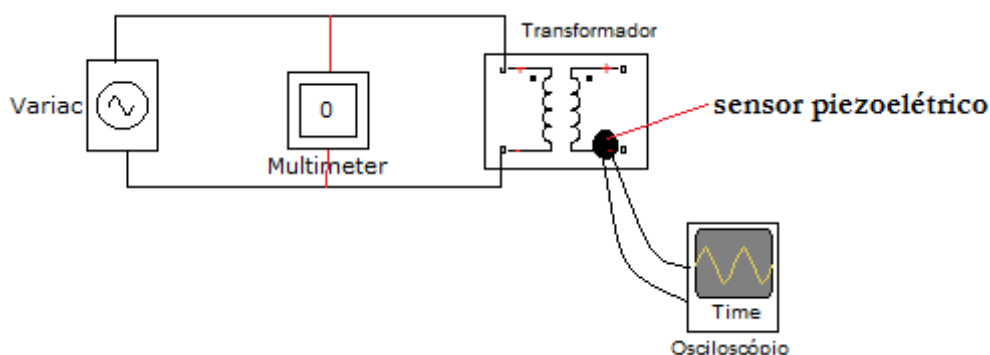 Transformador
Variac
0
Multimeter
sensor piezoelétrico
Time
Osciloscópio